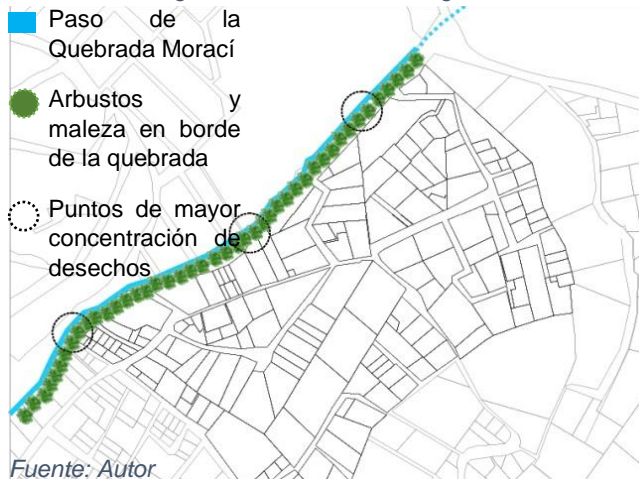 Paso de la
Quebrada Moracί
Arbustos y
maleza en borde
de la quebrada
Puntos de mayor
concentración de
desechos
Fuente: Autor